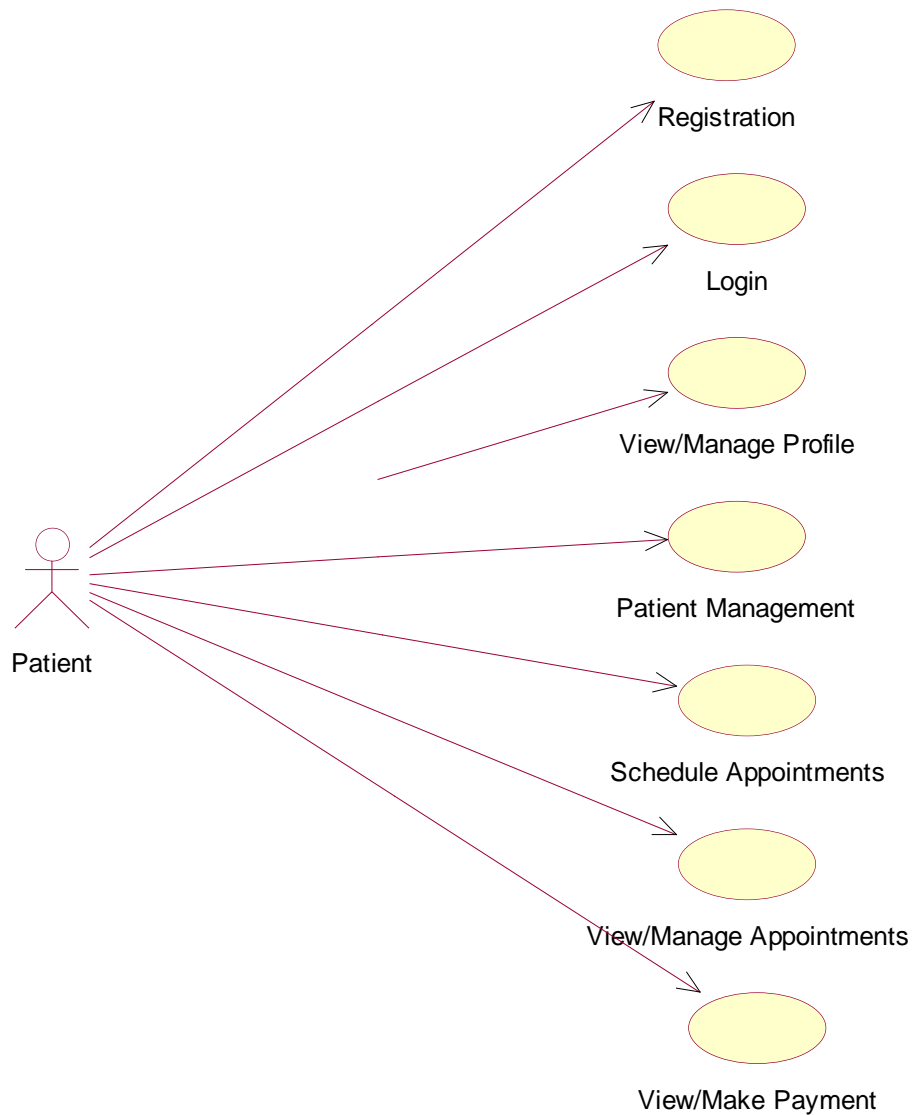 Registration
Login
View/Manage Profile
Patient Management
Patient
Schedule Appointments
View/Manage Appointments
View/Make Payment